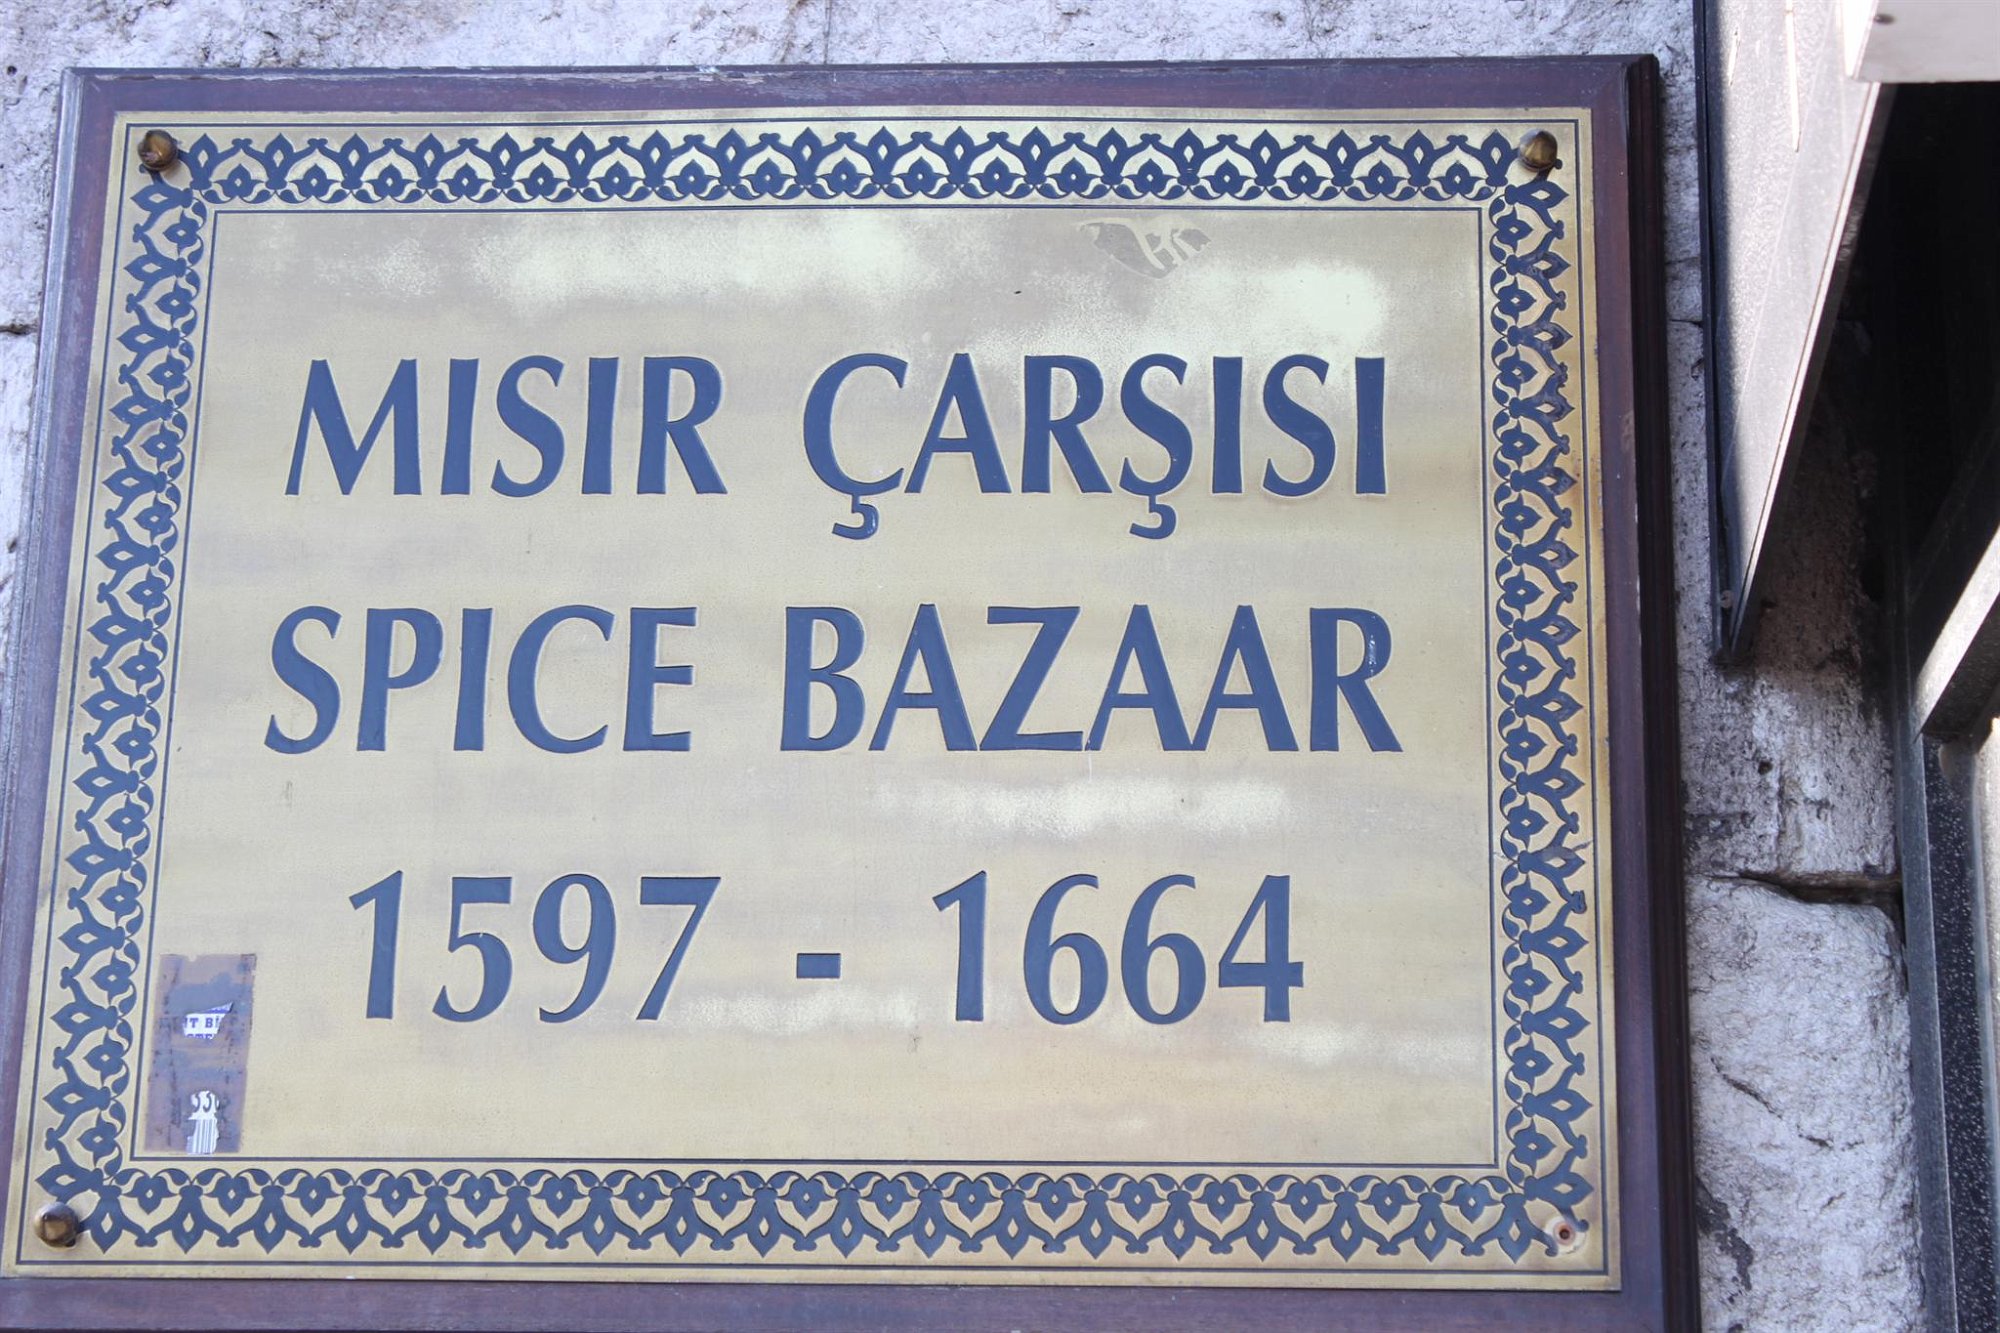 MISIR ÇARŞISI
SPICE BAZAAR
1597 - 1664